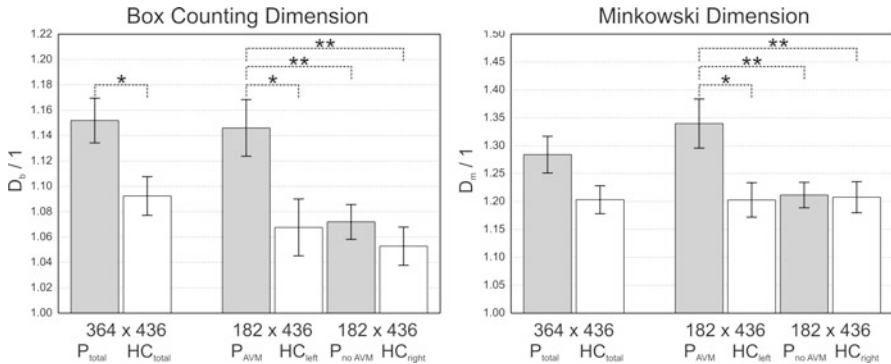 Box Counting Dimension
1.22
1.20
1.18
1.16
1.14
1.12
1.10
1.08
1.06
1.04
1.02
1.00
D_b / 1
*
*
**
**
364 x 436
182 x 436
182 x 436
P_total
HC_total
P_AVM
HC_left
P_no AVM
HC_right
Minkowski Dimension
1.50
1.45
1.40
1.35
1.30
1.25
1.20
1.15
1.10
1.05
1.00
D_m / 1
*
**
**
364 x 436
182 x 436
182 x 436
P_total
HC_total
P_AVM
HC_left
P_no AVM
HC_right